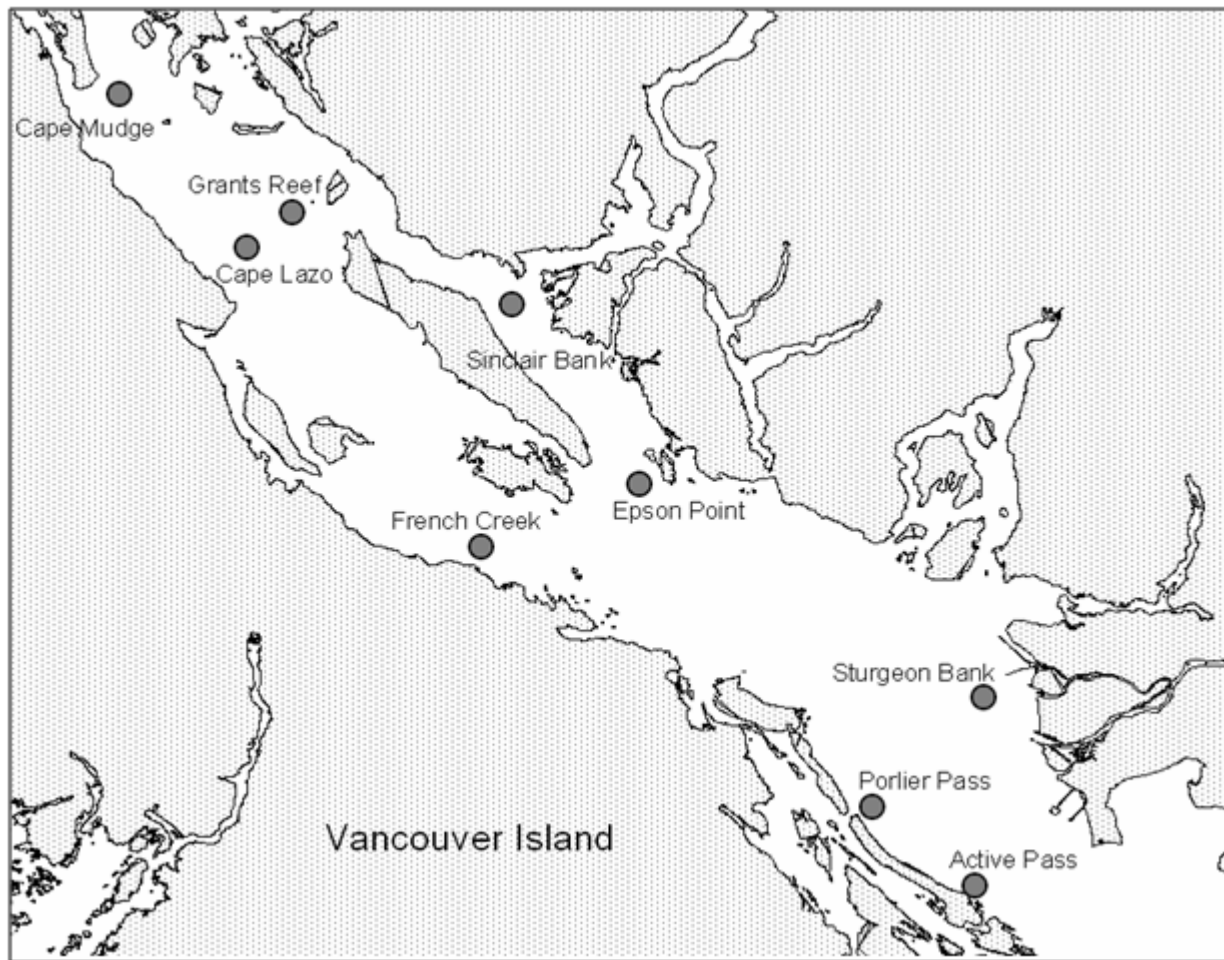 Cape Mudge
Grants Reef
Cape Lazo
Sinclair Bank
French Creek
Epson Point
Sturgeon Bank
Porlier Pass
Vancouver Island
Active Pass